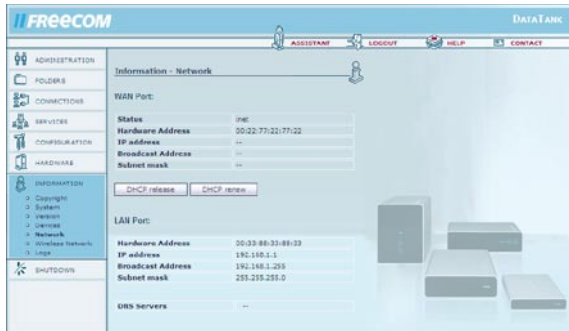 FREECOM
DATATANK
ASSISTANT LOGOUT HELP CONTACT
ADMINISTRATION
FOLDERS
CONNECTIONS
SERVICES
CONFIGURATION
HARDWARE
INFORMATION
Copyright
System
Version
Devices
Network
Wireless Network
Logs
SHUTDOWN
Information - Network
WAN Port:
Status inet
Hardware Address 00:22:77:22:77:22
IP address --
Broadcast Address --
Subnet mask --
DHCP release DHCP renew
LAN Port:
Hardware Address 00:33:88:33:88:33
IP address 192.168.1.1
Broadcast Address 192.168.1.255
Subnet mask 255.255.255.0
DNS Servers --